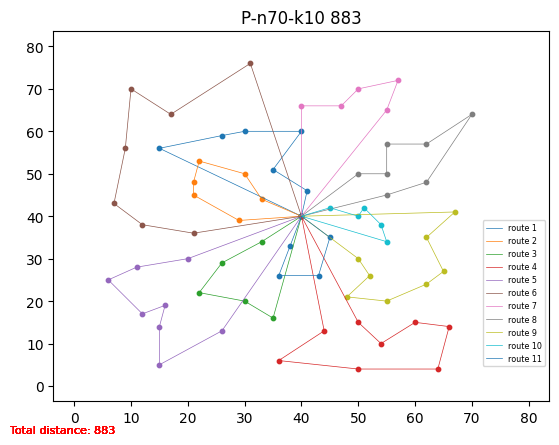 P-n70-k10 883
80
70
60
50
40
30
20
10
0
0 10 20 30 40 50 60 70 80
route 1
route 2
route 3
route 4
route 5
route 6
route 7
route 8
route 9
route 10
route 11
Total distance: 883